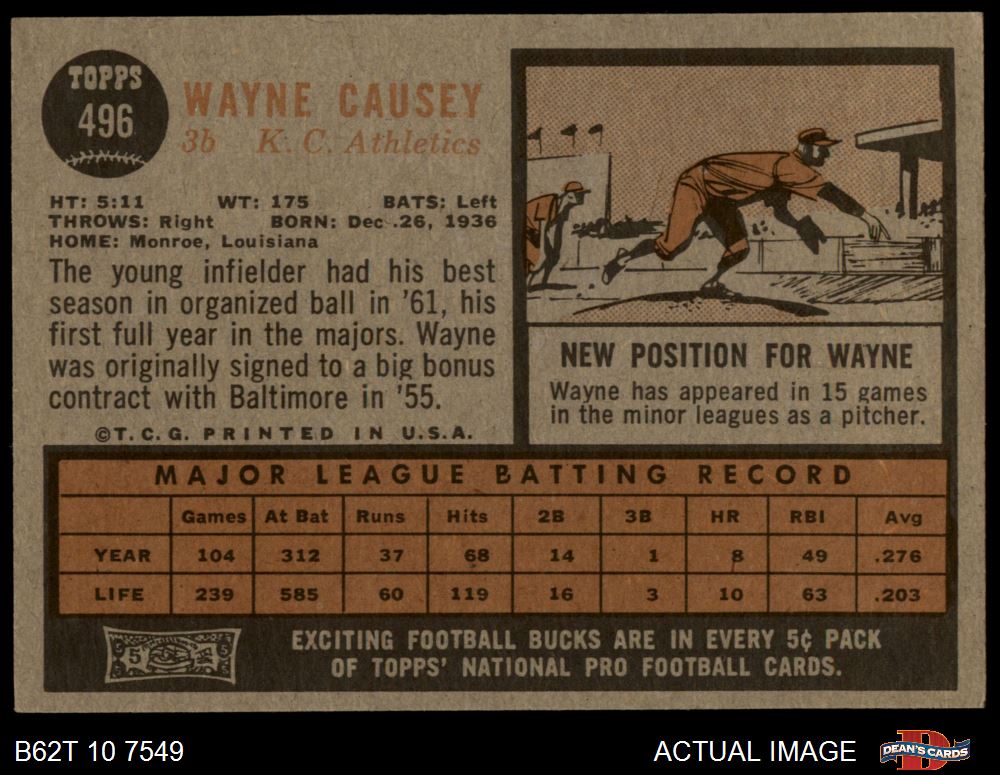 TOPPS
496
WAYNE CAUSEY
3b K. C. Athletics
HT: 5:11 WT: 175 BATS: Left
THROWS: Right BORN: Dec .26, 1936
HOME: Monroe, Louisiana
The young infielder had his best
season in organized ball in '61, his
first full year in the majors. Wayne
was originally signed to a big bonus
contract with Baltimore in '55.
©T. C. G. PRINTED IN U.S.A.
NEW POSITION FOR WAYNE
Wayne has appeared in 15 games
in the minor leagues as a pitcher.
MAJOR LEAGUE BATTING RECORD
Games At Bat Runs Hits 2B 3B HR RBI Avg
YEAR 104 312 37 68 14 1 8 49 .276
LIFE 239 585 60 119 16 3 10 63 .203
5
EXCITING FOOTBALL BUCKS ARE IN EVERY 5¢ PACK
OF TOPPS' NATIONAL PRO FOOTBALL CARDS.
B62T 10 7549
ACTUAL IMAGE
DEAN'S CARDS